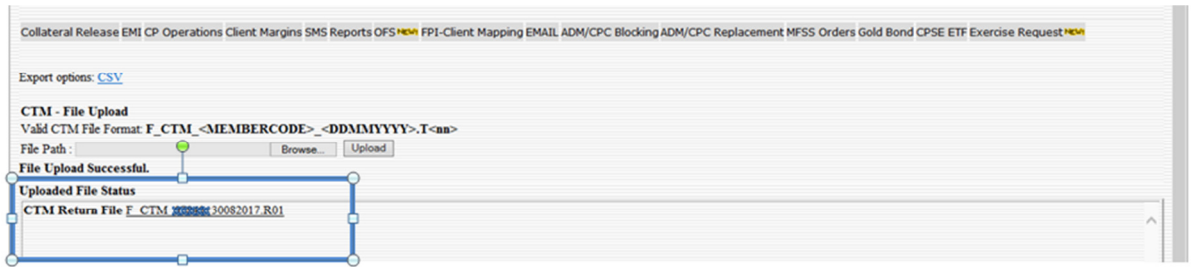 Collateral Release EMI CP Operations Client Margins SMS Reports OFS NEW! FPI-Client Mapping EMAIL ADM/CPC Blocking ADM/CPC Replacement MFSS Orders Gold Bond CPSE ETF Exercise Request NEW!
Export options: CSV
CTM - File Upload
Valid CTM File Format: F_CTM_<MEMBERCODE>_<DDMMYYYY>.T<nn>
File Path : Browse... Upload
File Upload Successful.
Uploaded File Status
CTM Return File F_CTM 30082017.R01